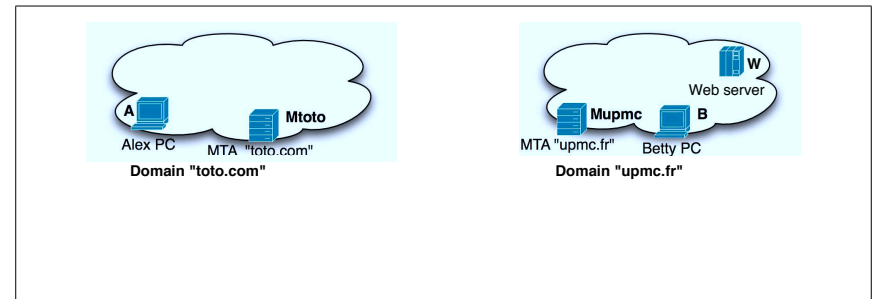 A
Mtoto
Alex PC
MTA "toto.com"
Domain "toto.com"
W
Web server
Mupmc
B
MTA "upmc.fr"
Betty PC
Domain "upmc.fr"